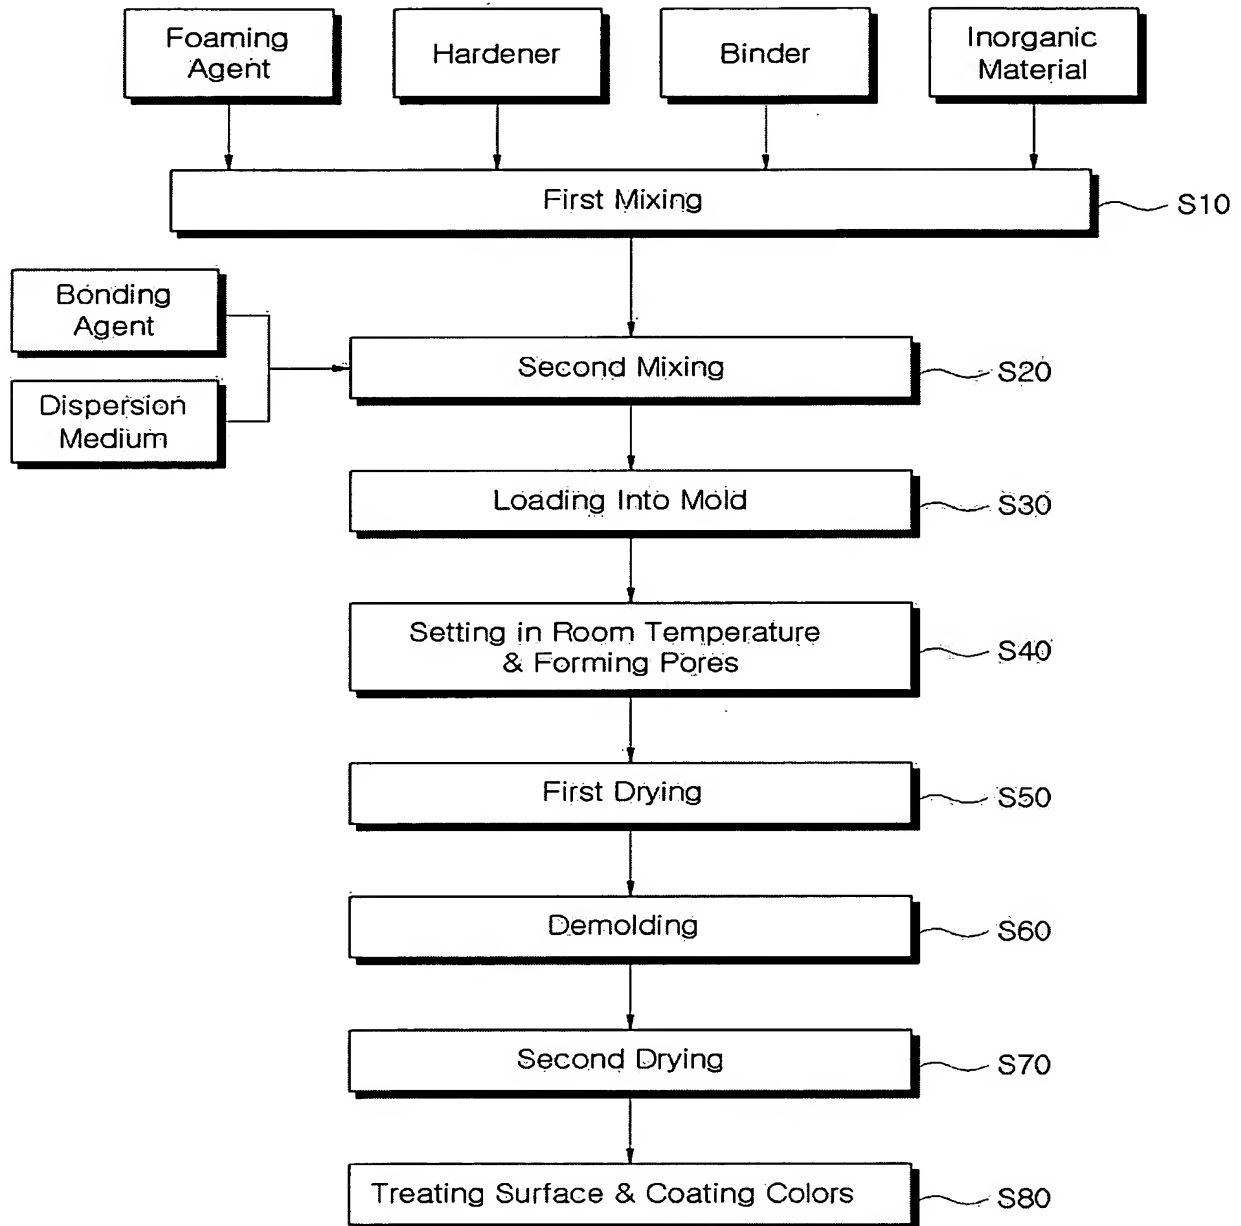 Foaming
Agent
Hardener
Binder
Inorganic
Material
First Mixing
S10
Bonding
Agent
Dispersion
Medium
Second Mixing
S20
Loading Into Mold
S30
Setting in Room Temperature
& Forming Pores
S40
First Drying
S50
Demolding
S60
Second Drying
S70
Treating Surface & Coating Colors
S80